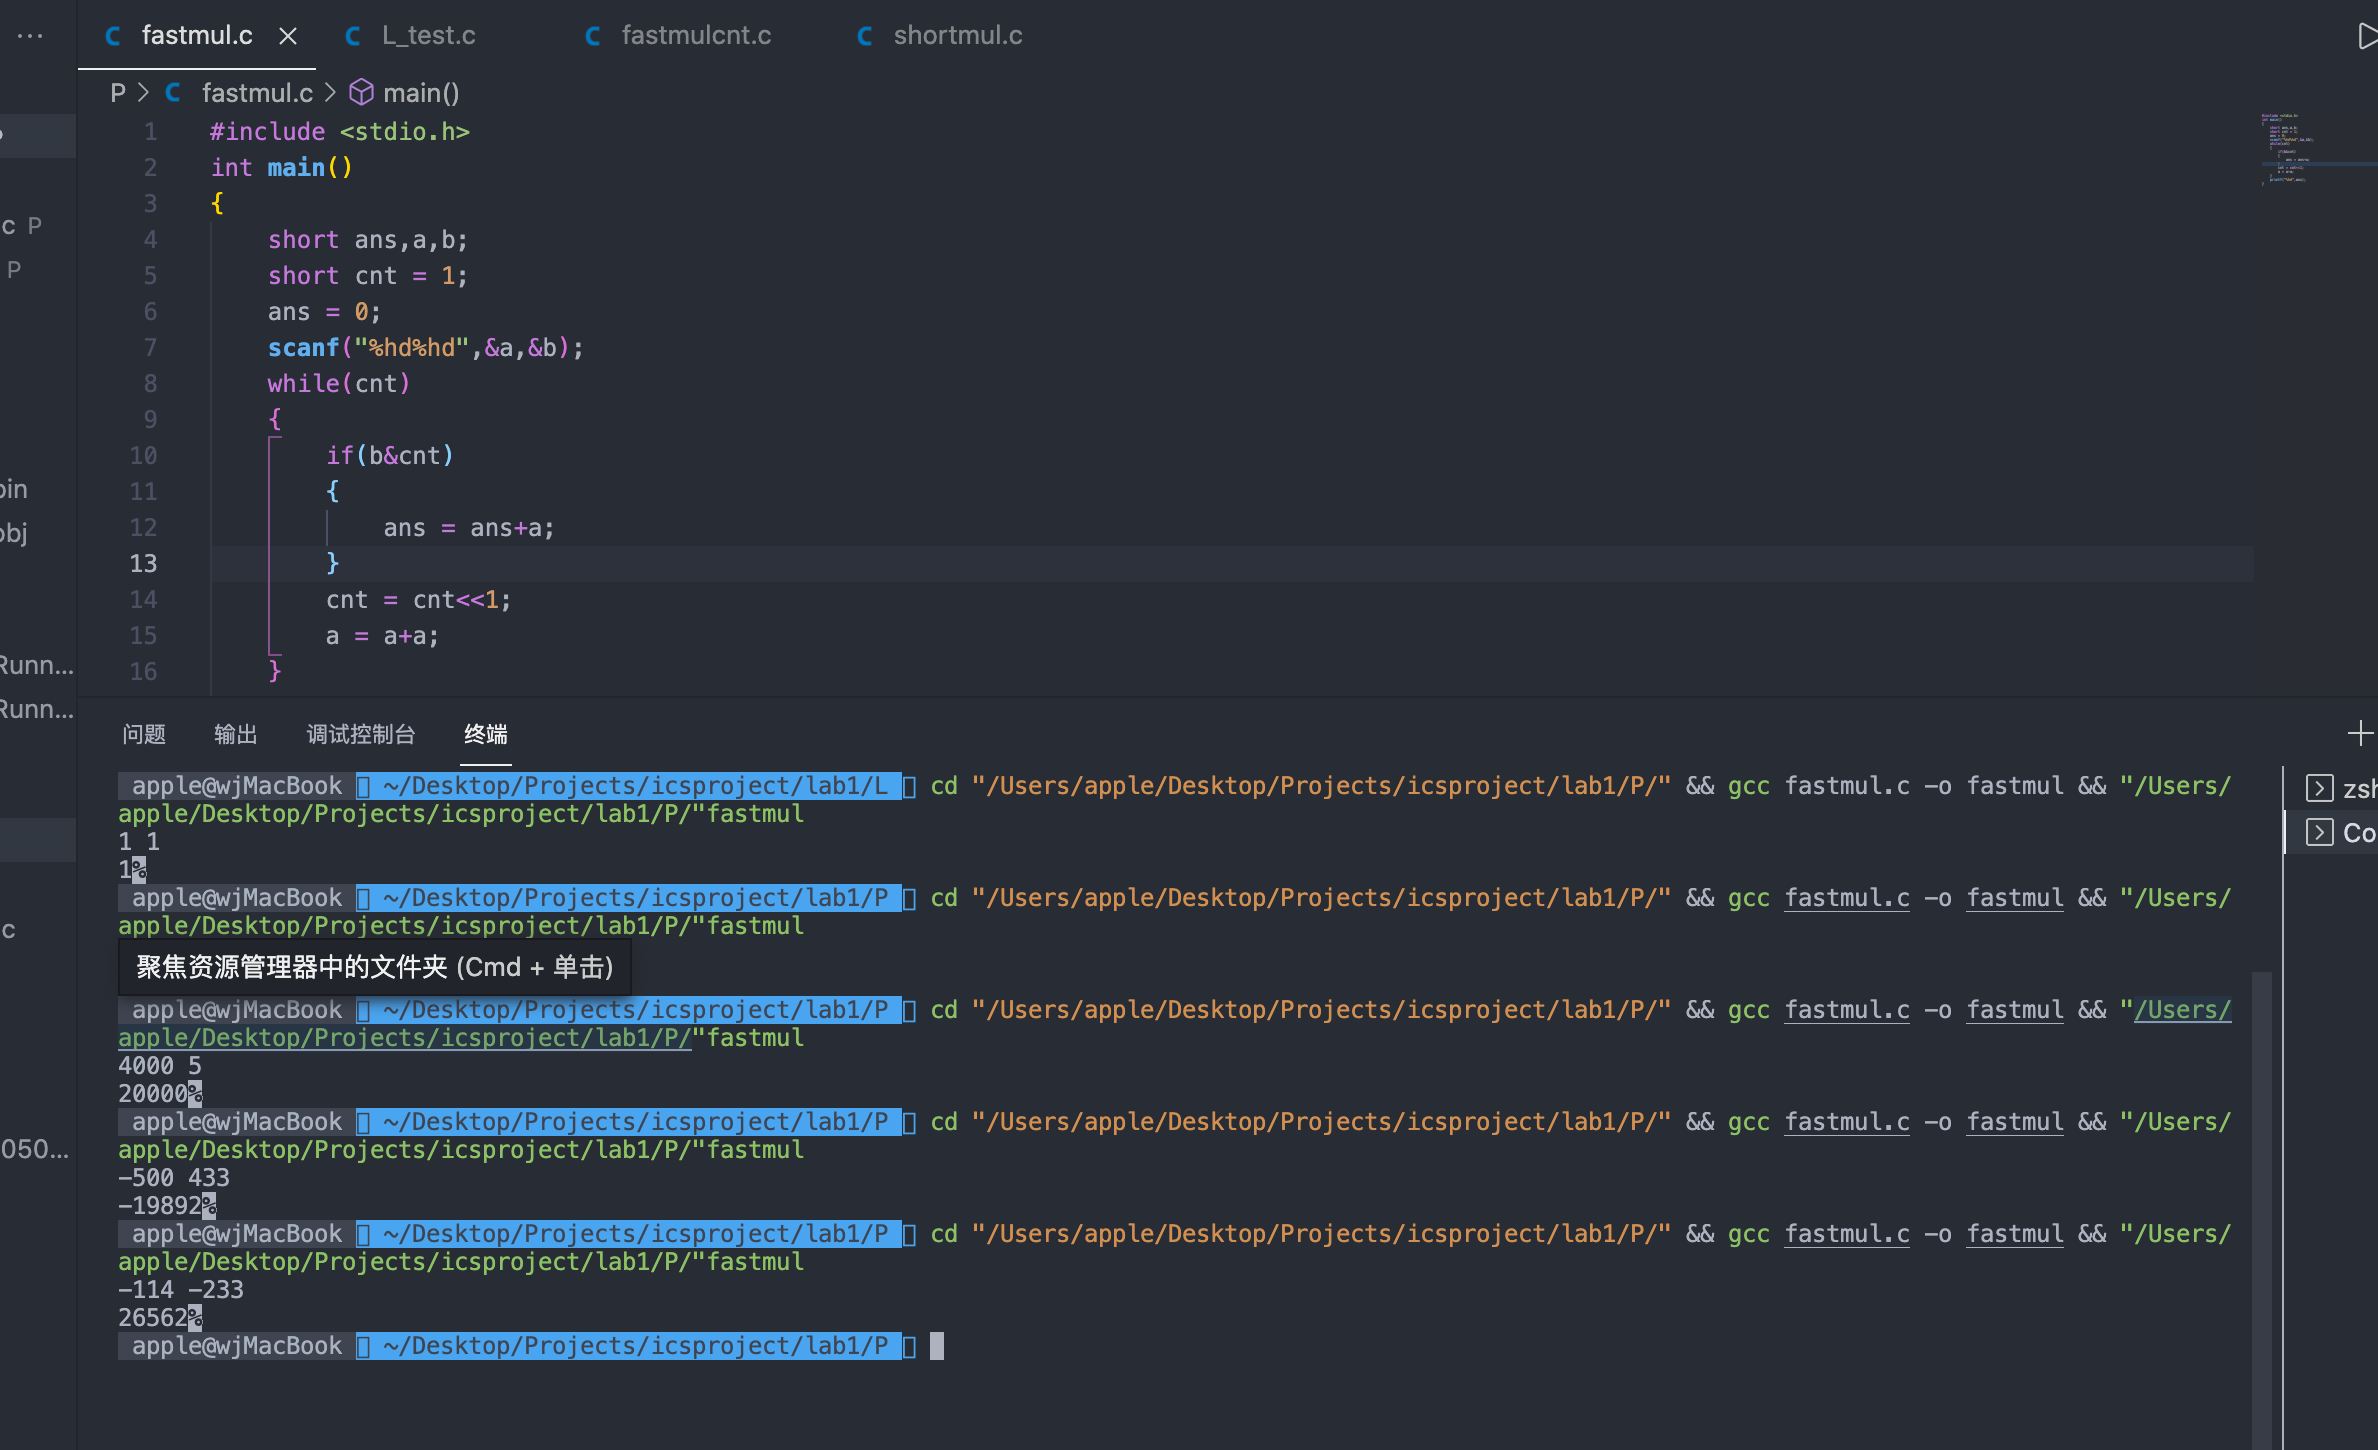 fastmul.c
L_test.c
fastmulcnt.c
shortmul.c
P > fastmul.c > main()
1 #include <stdio.h>
2 int main()
3 {
4 short ans,a,b;
5 short cnt = 1;
6 ans = 0;
7 scanf("%hd%hd",&a,&b);
8 while(cnt)
9 {
10 if(b&cnt)
11 {
12 ans = ans+a;
13 }
14 cnt = cnt<<1;
15 a = a+a;
16 }
c P
P
bin
obj
Runn...
Runn...
c
050...
问题 输出 调试控制台 终端
apple@wjMacBook ~/Desktop/Projects/icsproject/lab1/L cd "/Users/apple/Desktop/Projects/icsproject/lab1/P/" && gcc fastmul.c -o fastmul && "/Users/
apple/Desktop/Projects/icsproject/lab1/P/"fastmul
1 1
1%
apple@wjMacBook ~/Desktop/Projects/icsproject/lab1/P cd "/Users/apple/Desktop/Projects/icsproject/lab1/P/" && gcc fastmul.c -o fastmul && "/Users/
apple/Desktop/Projects/icsproject/lab1/P/"fastmul
聚焦资源管理器中的文件夹 (Cmd + 单击)
apple@wjMacBook ~/Desktop/Projects/icsproject/lab1/P cd "/Users/apple/Desktop/Projects/icsproject/lab1/P/" && gcc fastmul.c -o fastmul && "/Users/
apple/Desktop/Projects/icsproject/lab1/P/"fastmul
4000 5
20000%
apple@wjMacBook ~/Desktop/Projects/icsproject/lab1/P cd "/Users/apple/Desktop/Projects/icsproject/lab1/P/" && gcc fastmul.c -o fastmul && "/Users/
apple/Desktop/Projects/icsproject/lab1/P/"fastmul
-500 433
-19892%
apple@wjMacBook ~/Desktop/Projects/icsproject/lab1/P cd "/Users/apple/Desktop/Projects/icsproject/lab1/P/" && gcc fastmul.c -o fastmul && "/Users/
apple/Desktop/Projects/icsproject/lab1/P/"fastmul
-114 -233
26562%
apple@wjMacBook ~/Desktop/Projects/icsproject/lab1/P
zsh
Co